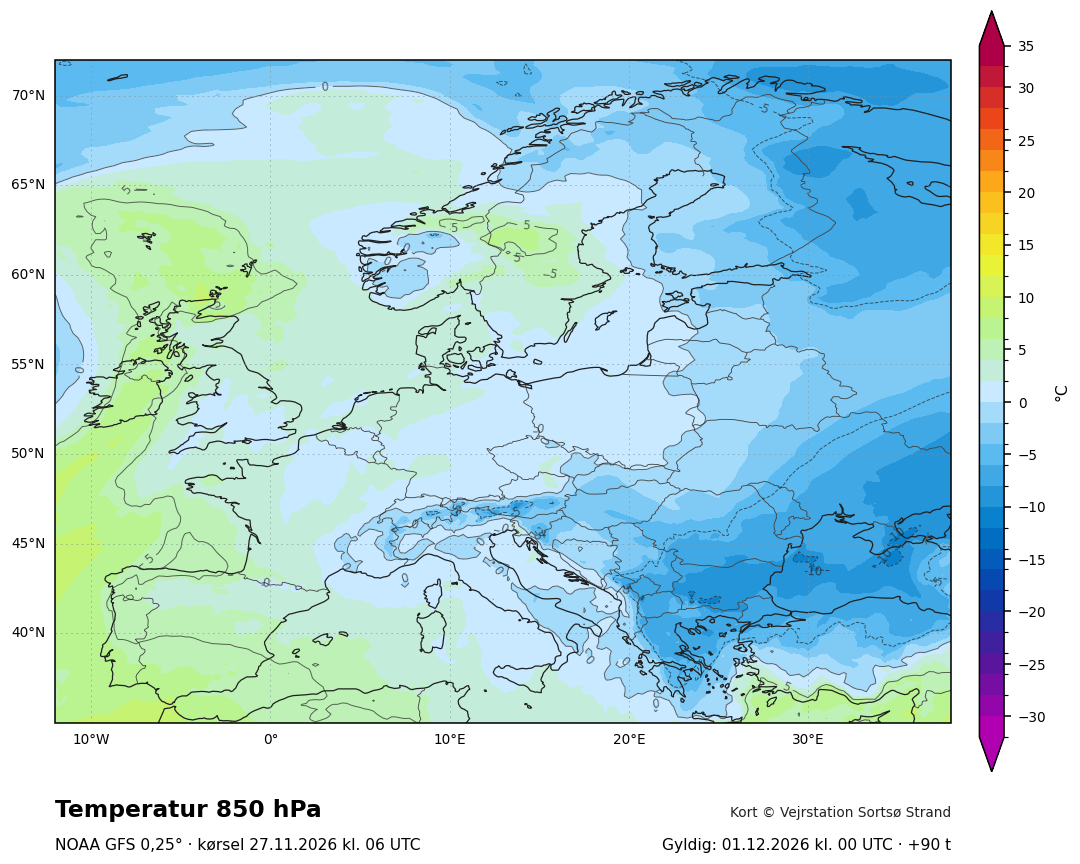 70°N
65°N
60°N
55°N
50°N
45°N
40°N
10°W
0°
10°E
20°E
30°E
35
30
25
20
15
10
5
0
−5
−10
−15
−20
−25
−30
°C
Temperatur 850 hPa
Kort © Vejrstation Sortsø Strand
NOAA GFS 0,25° · kørsel 27.11.2026 kl. 06 UTC
Gyldig: 01.12.2026 kl. 00 UTC · +90 t